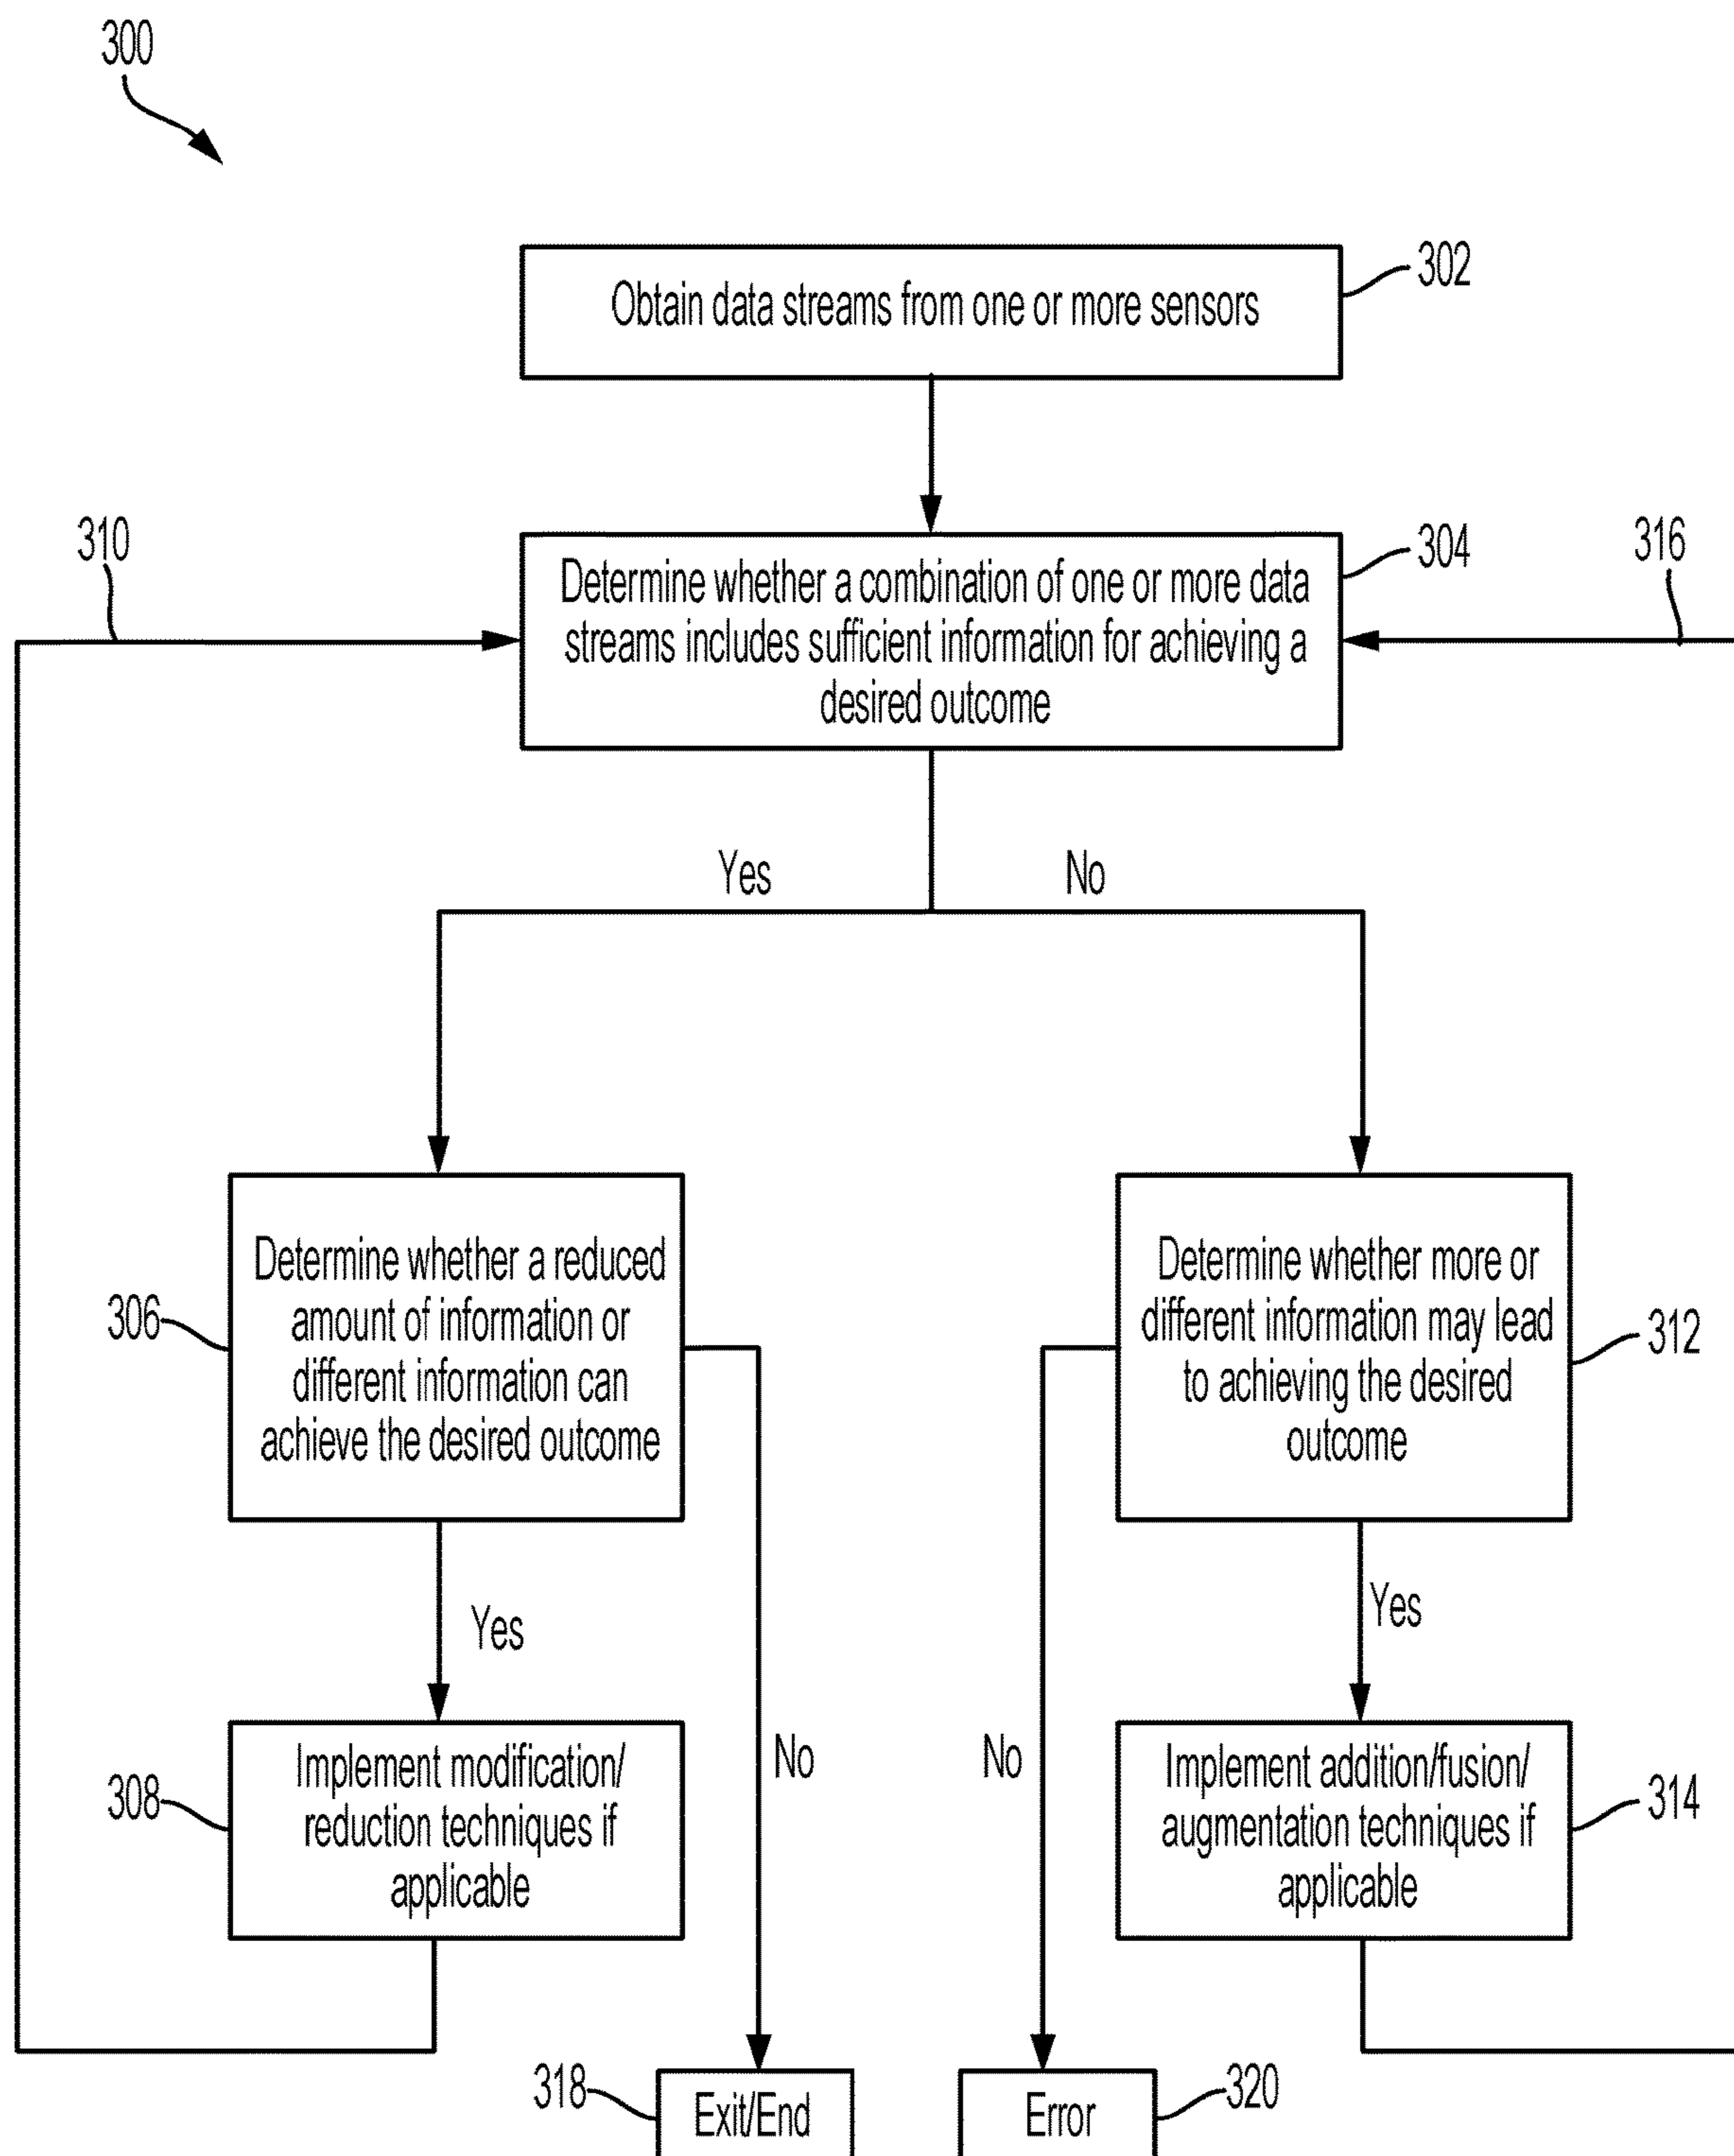 300
Obtain data streams from one or more sensors
302
310
Determine whether a combination of one or more data
streams includes sufficient information for achieving a
desired outcome
304
316
Yes
No
306
Determine whether a reduced
amount of information or
different information can
achieve the desired outcome
Determine whether more or
different information may lead
to achieving the desired
outcome
312
Yes
Yes
No
No
308
Implement modification/
reduction techniques if
applicable
Implement addition/fusion/
augmentation techniques if
applicable
314
318
Exit/End
Error
320